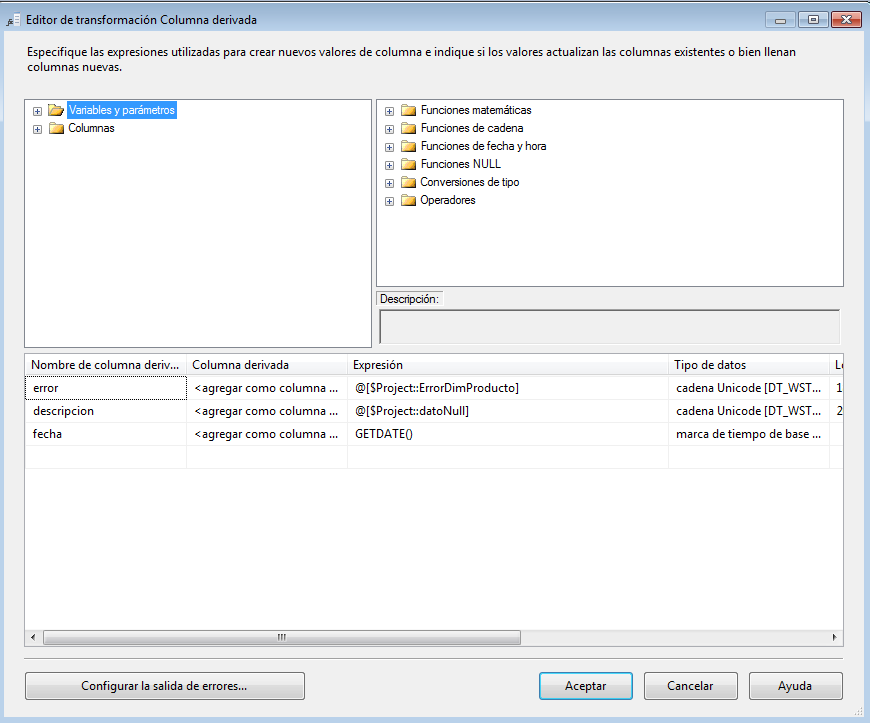 Editor de transformación Columna derivada
Especifique las expresiones utilizadas para crear nuevos valores de columna e indique si los valores actualizan las columnas existentes o bien llenan
columnas nuevas.
Variables y parámetros
Columnas
Funciones matemáticas
Funciones de cadena
Funciones de fecha y hora
Funciones NULL
Conversiones de tipo
Operadores
Descripción:
Nombre de columna deriv... Columna derivada Expresión Tipo de datos Lo
error <agregar como columna ... @[$Project::ErrorDimProducto] cadena Unicode [DT_WST... 1
descripcion <agregar como columna ... @[$Project::datoNull] cadena Unicode [DT_WST... 2
fecha <agregar como columna ... GETDATE() marca de tiempo de base ...
Configurar la salida de errores... Aceptar Cancelar Ayuda